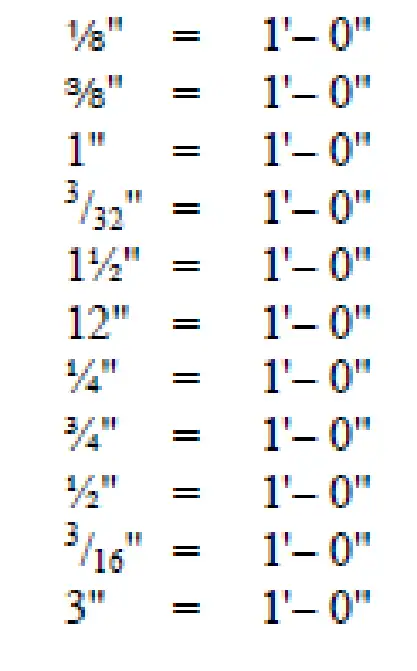 ⅛" = 1'– 0"
⅜" = 1'– 0"
1" = 1'– 0"
³/₃₂" = 1'– 0"
1½" = 1'– 0"
12" = 1'– 0"
¼" = 1'– 0"
¾" = 1'– 0"
½" = 1'– 0"
³/₁₆" = 1'– 0"
3" = 1'– 0"